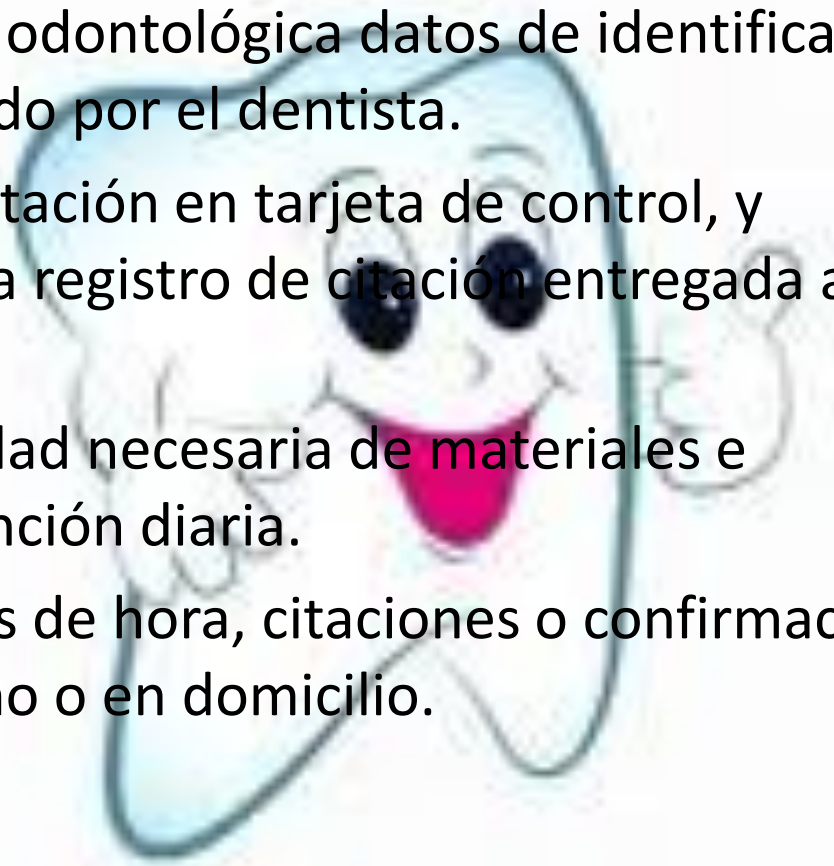 odontológica datos de identifica
do por el dentista.
tación en tarjeta de control, y
a registro de citación entregada a
dad necesaria de materiales e
nción diaria.
s de hora, citaciones o confirmac
no o en domicilio.